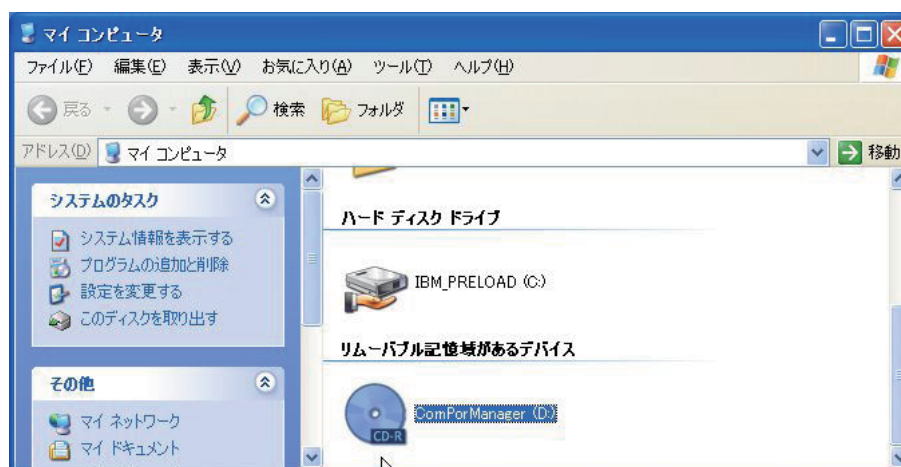 マイ コンピュータ
ファイル(F) 編集(E) 表示(V) お気に入り(A) ツール(T) ヘルプ(H)
戻る 検索 フォルダ
アドレス(D) マイ コンピュータ 移動
システムのタスク
システム情報を表示する
プログラムの追加と削除
設定を変更する
このディスクを取り出す
その他
マイ ネットワーク
マイ ドキュメント
ハード ディスク ドライブ
IBM_PRELOAD (C:)
リムーバブル記憶域があるデバイス
ComPorManager (D:)
CD-R